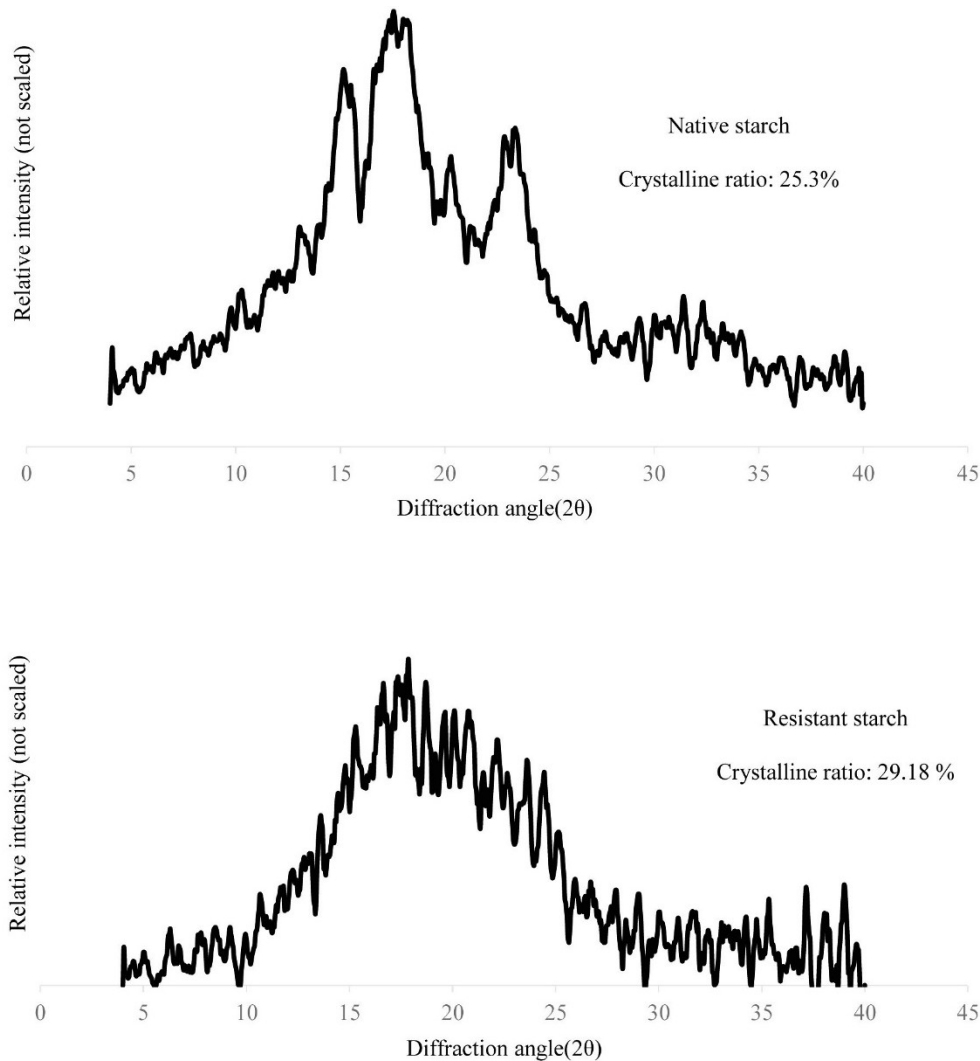 Relative intensity (not scaled)
Native starch
Crystalline ratio: 25.3%
0 5 10 15 20 25 30 35 40 45
Diffraction angle(2θ)
Relative intensity (not scaled)
Resistant starch
Crystalline ratio: 29.18 %
0 5 10 15 20 25 30 35 40 45
Diffraction angle(2θ)